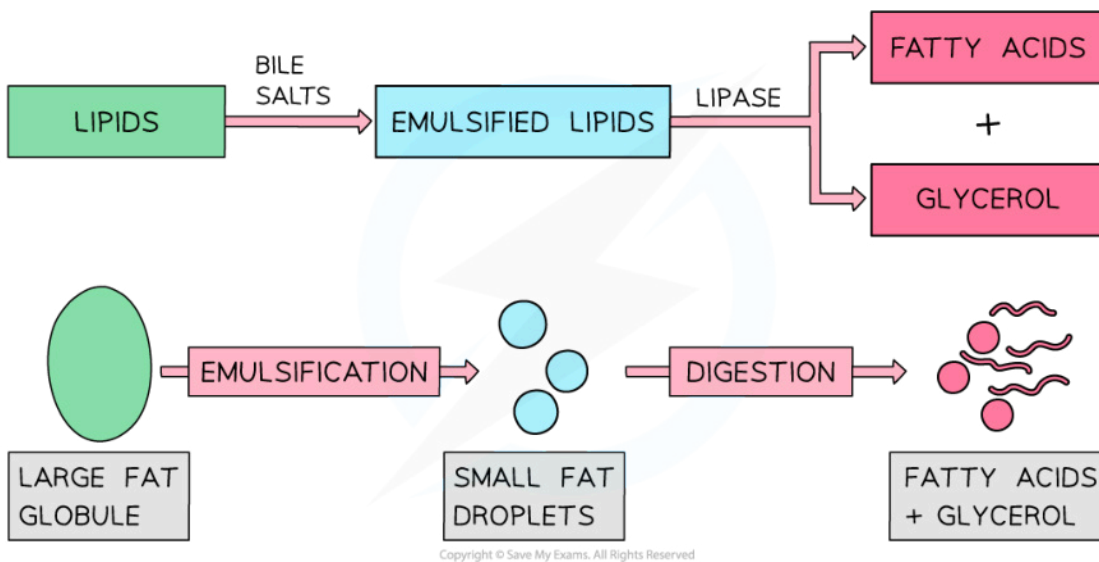 BILE
SALTS
LIPIDS
EMULSIFIED LIPIDS
LIPASE
FATTY ACIDS
+
GLYCEROL
EMULSIFICATION
DIGESTION
LARGE FAT
GLOBULE
SMALL FAT
DROPLETS
FATTY ACIDS
+ GLYCEROL
Copyright © Save My Exams. All Rights Reserved